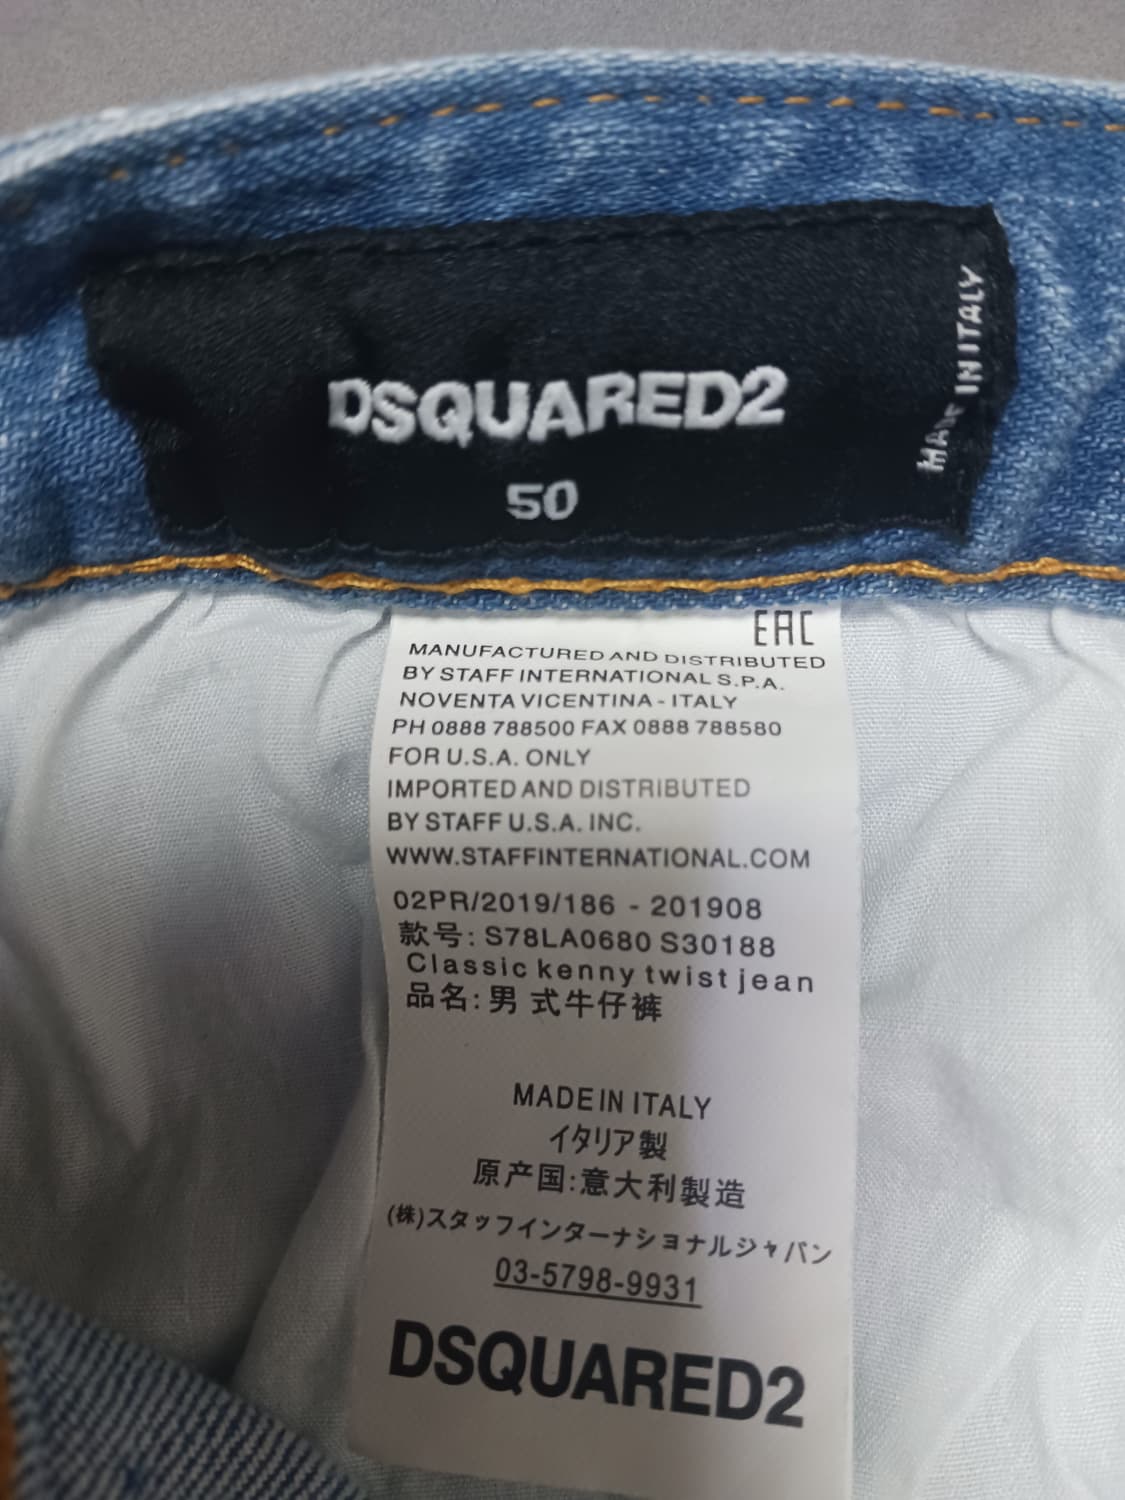 DSQUARED2
50
MADE IN ITALY
EAC
MANUFACTURED AND DISTRIBUTED
BY STAFF INTERNATIONAL S.P.A.
NOVENTA VICENTINA - ITALY
PH 0888 788500 FAX 0888 788580
FOR U.S.A. ONLY
IMPORTED AND DISTRIBUTED
BY STAFF U.S.A. INC.
WWW.STAFFINTERNATIONAL.COM
02PR/2019/186 - 201908
款号: S78LA0680 S30188
Classic kenny twist jean
品名: 男 式牛仔裤
MADE IN ITALY
イタリア製
原产国:意大利製造
(株)スタッフインターナショナルジャパン
03-5798-9931
DSQUARED2